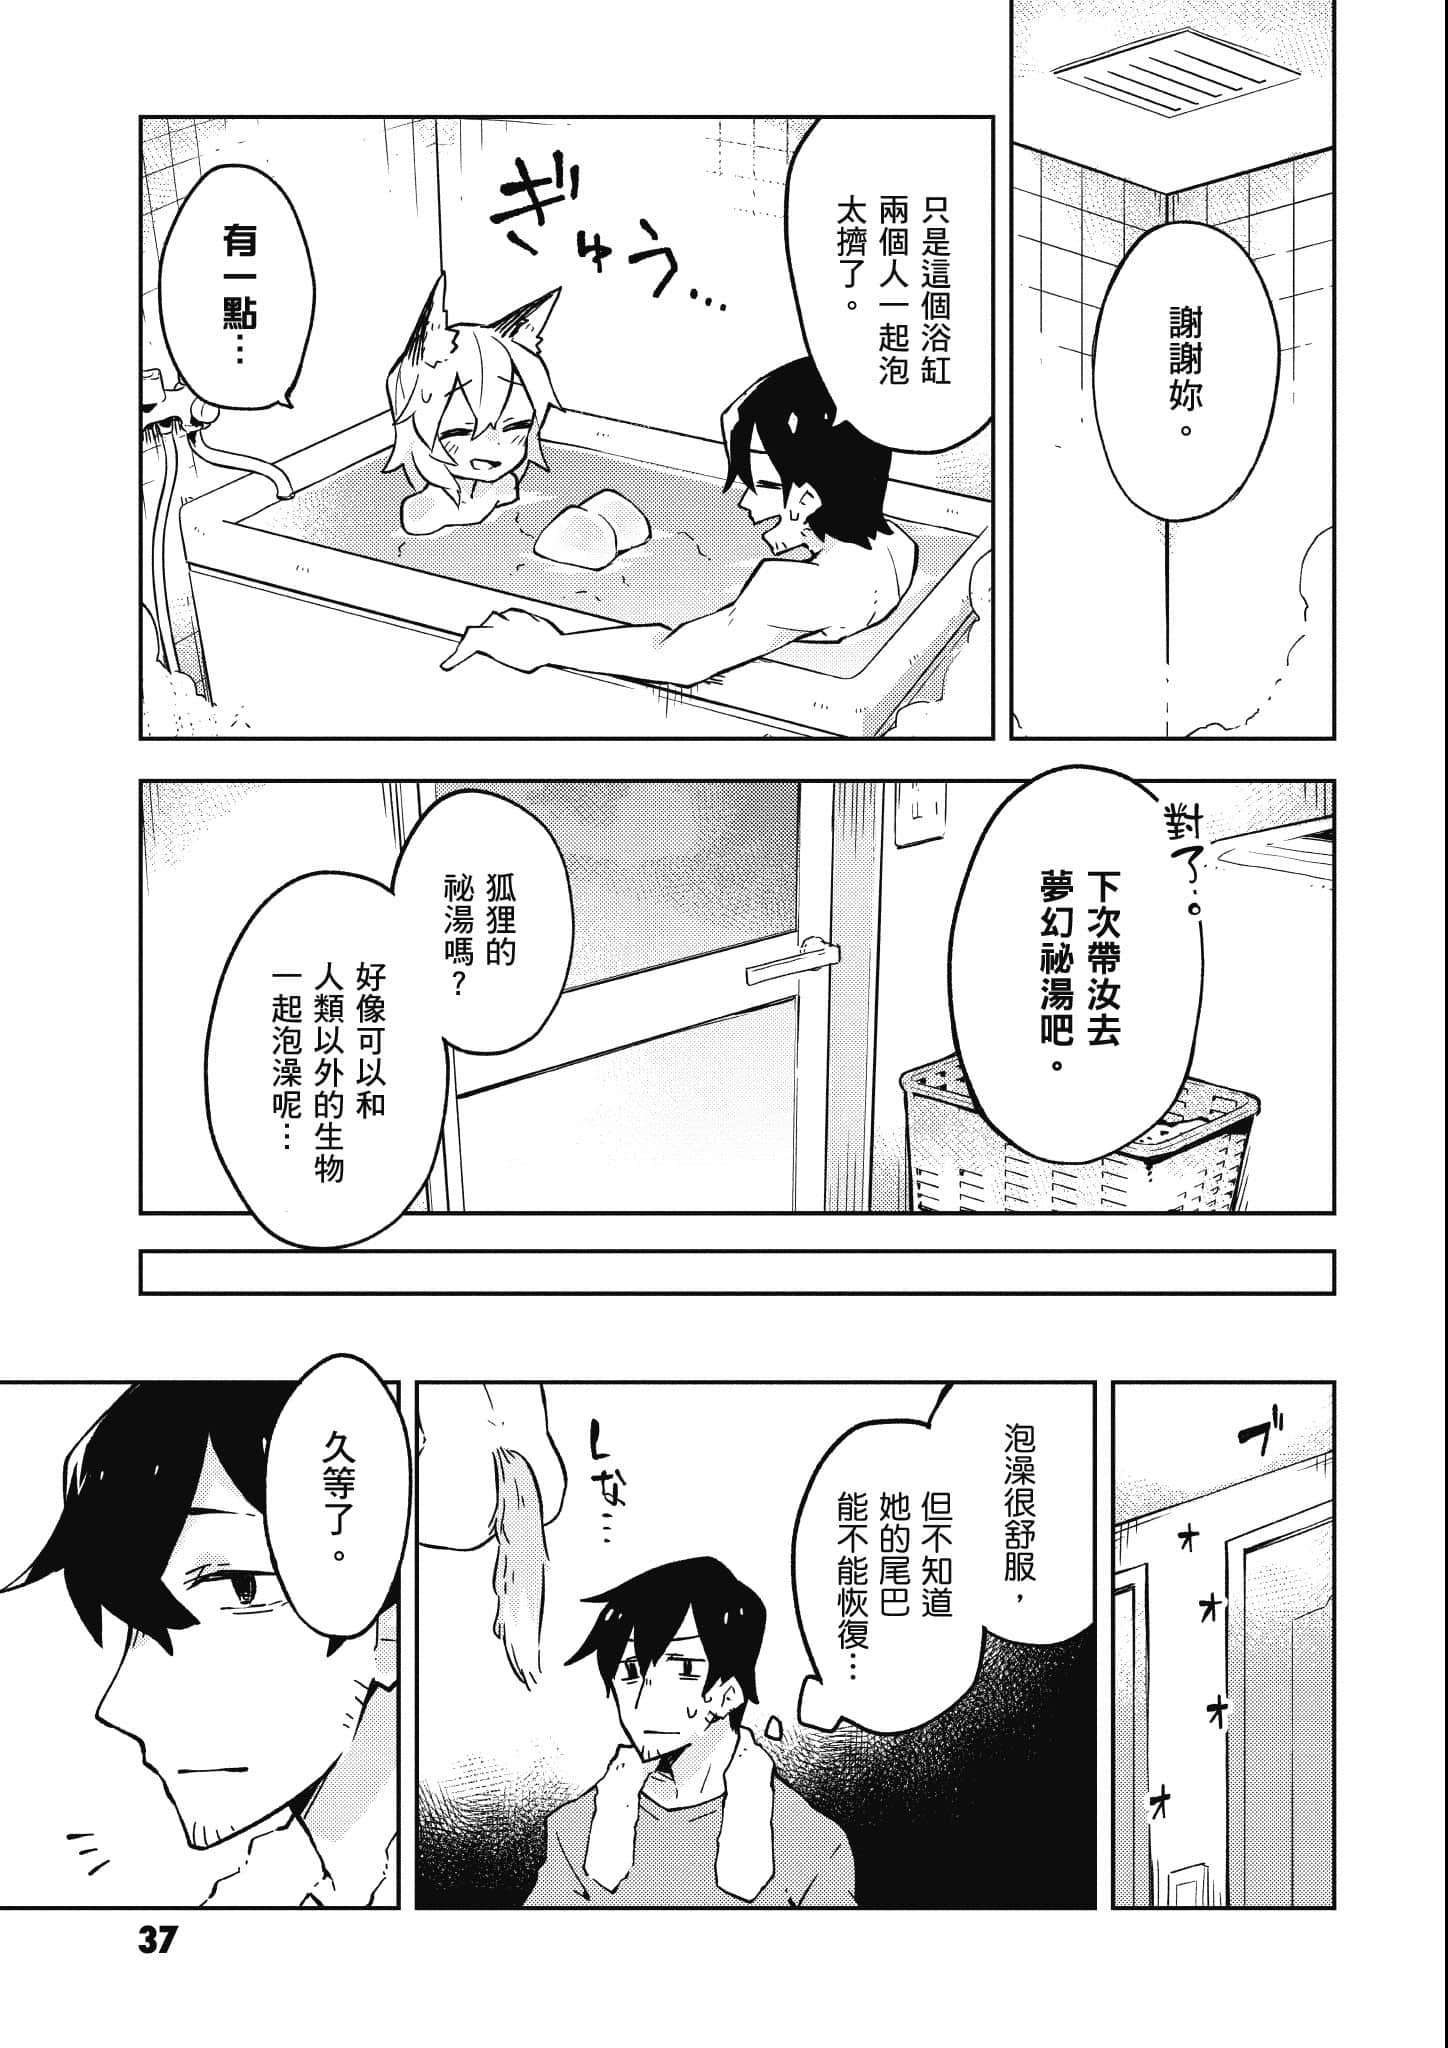 謝謝妳。
只是這個浴缸
兩個人一起泡
太擠了。
ぎゅう…
有一點…
對了。
下次帶汝去
夢幻祕湯吧。
狐狸的
祕湯嗎?
好像可以和
人類以外的生物
一起泡澡呢…
ブ
オ
オ
オ
オ
泡澡很舒服，
但不知道
她的尾巴
能不能恢復…
しな…
久等了。
37